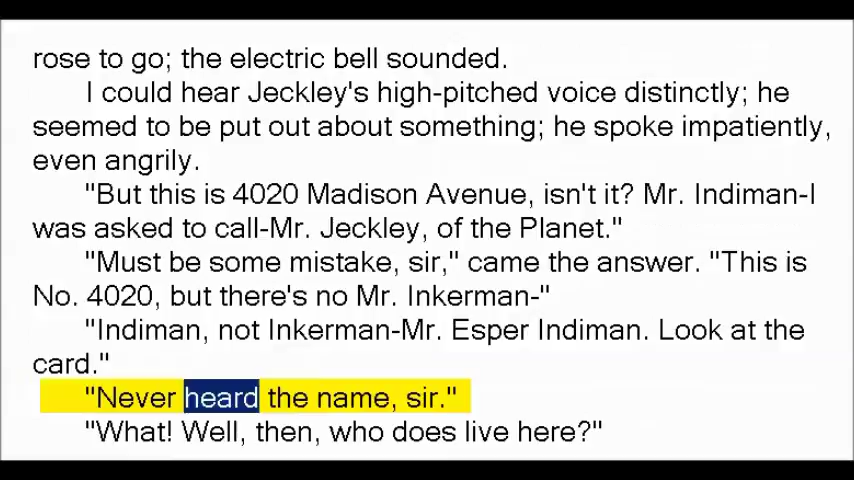 rose to go; the electric bell sounded.
I could hear Jeckley's high-pitched voice distinctly; he
seemed to be put out about something; he spoke impatiently,
even angrily.
"But this is 4020 Madison Avenue, isn't it? Mr. Indiman-I
was asked to call-Mr. Jeckley, of the Planet."
"Must be some mistake, sir," came the answer. "This is
No. 4020, but there's no Mr. Inkerman-"
"Indiman, not Inkerman-Mr. Esper Indiman. Look at the
card."
"Never heard the name, sir."
"What! Well, then, who does live here?"